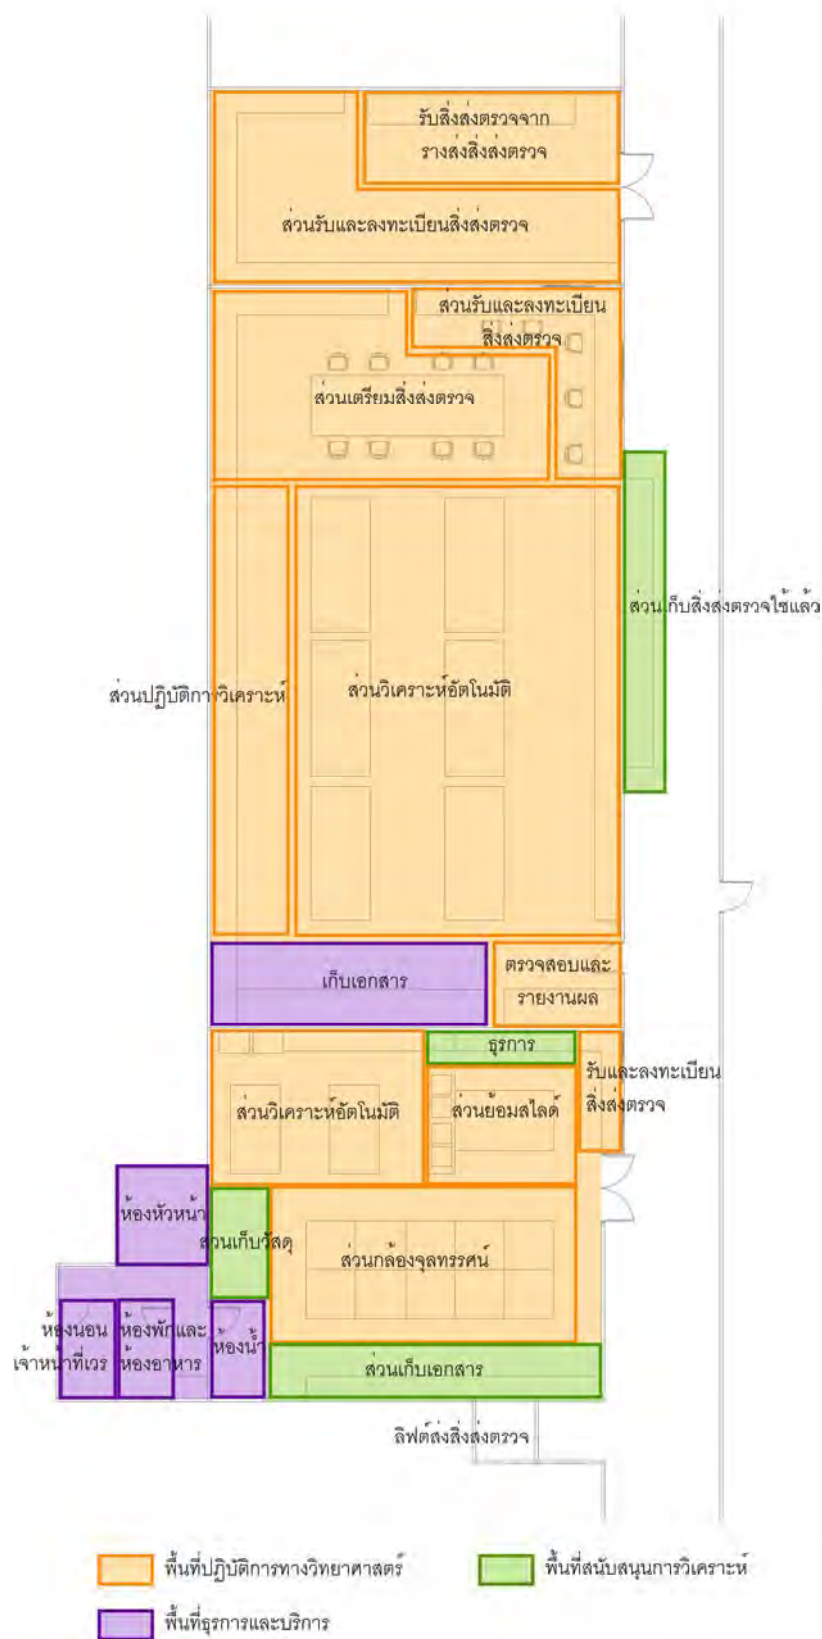 รับสิ่งส่งตรวจจาก
รางส่งสิ่งส่งตรวจ
ส่วนรับและลงทะเบียนสิ่งส่งตรวจ
ส่วนรับและลงทะเบียน
สิ่งส่งตรวจ
ส่วนเตรียมสิ่งส่งตรวจ
ส่วนเก็บสิ่งส่งตรวจใช้แล้ว
ส่วนปฏิบัติการวิเคราะห์
ส่วนวิเคราะห์อัตโนมัติ
เก็บเอกสาร
ตรวจสอบและ
รายงานผล
ธุรการ
รับและลงทะเบียน
สิ่งส่งตรวจ
ส่วนวิเคราะห์อัตโนมัติ
ส่วนย้อมสไลด์
ห้องหัวหน้า
ส่วนเก็บวัสดุ
ส่วนกล้องจุลทรรศน์
ห้องนอน
เจ้าหน้าที่เวร
ห้องพักและ
ห้องอาหาร
ห้องน้ำ
ส่วนเก็บเอกสาร
ลิฟต์ส่งสิ่งส่งตรวจ
พื้นที่ปฏิบัติการทางวิทยาศาสตร์
พื้นที่สนับสนุนการวิเคราะห์
พื้นที่ธุรการและบริการ